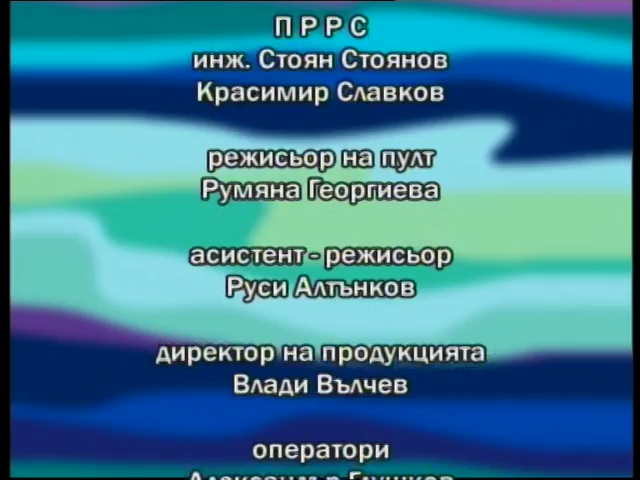 П Р Р С
инж. Стоян Стоянов
Красимир Славков
режисьор на пулт
Румяна Георгиева
асистент - режисьор
Руси Алтънков
директор на продукцията
Влади Вълчев
оператори